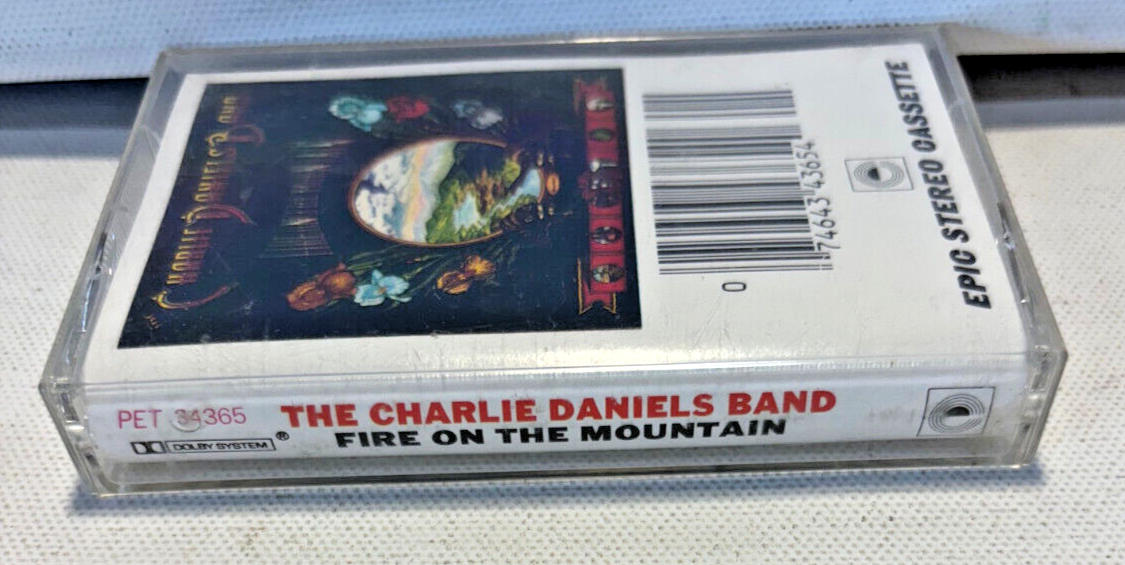 THE CHARLIE DANIELS BAND
0
74643 43654
EPIC STEREO CASSETTE
PET 34365
THE CHARLIE DANIELS BAND
DOLBY SYSTEM ®
FIRE ON THE MOUNTAIN